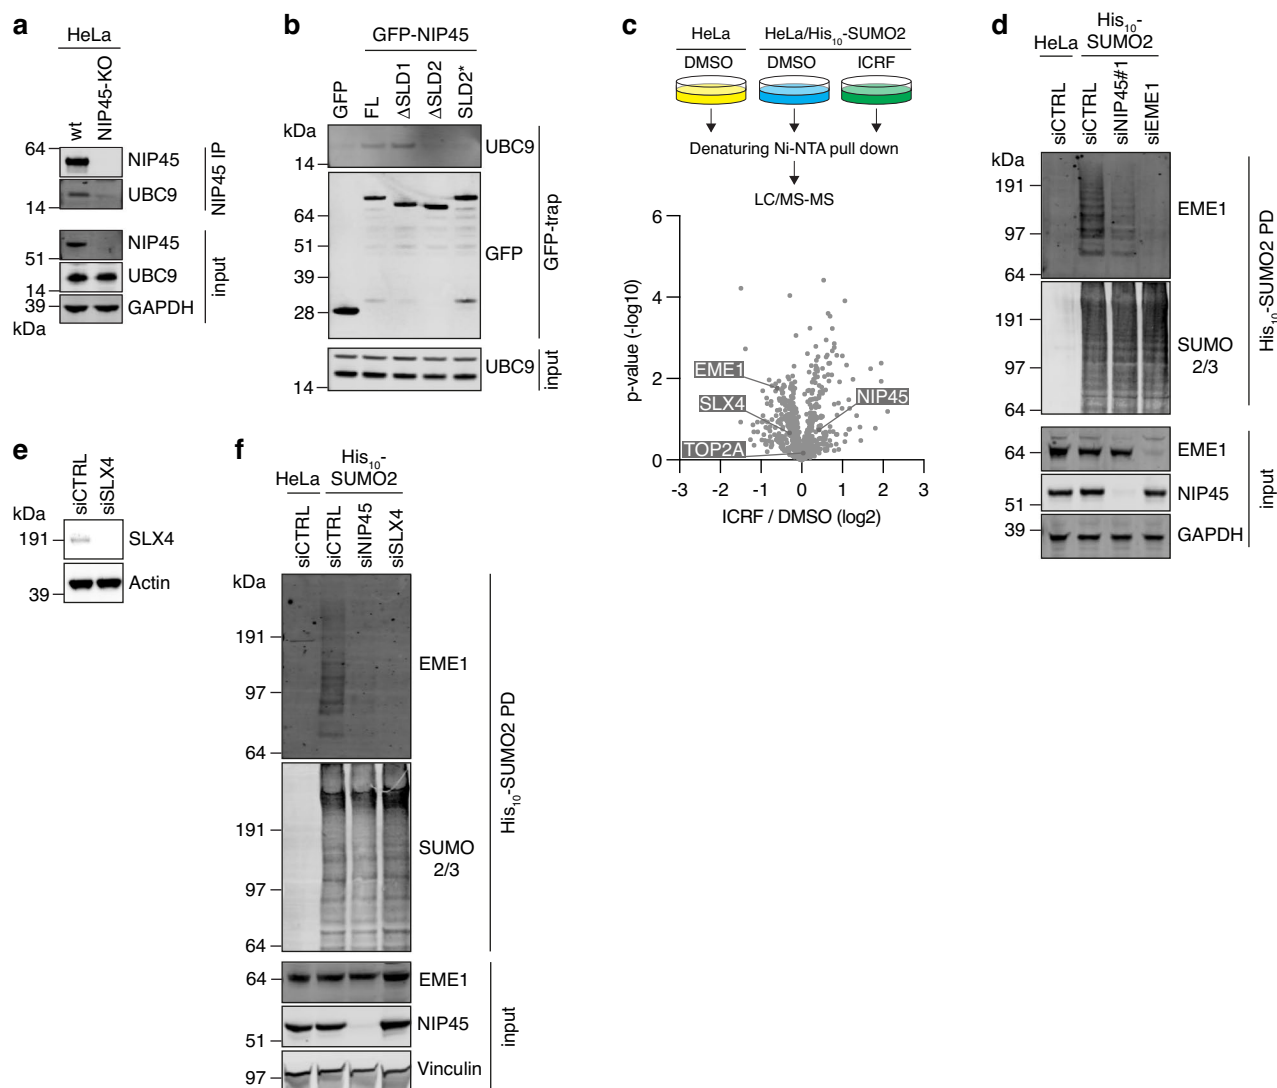 a
HeLa
wt
NIP45-KO
64
NIP45
UBC9
14
NIP45 IP
NIP45
51
UBC9
14
39
GAPDH
kDa
input
b
GFP-NIP45
GFP
FL
ΔSLD1
ΔSLD2
SLD2*
kDa
UBC9
14
64
51
GFP
39
28
GFP-trap
UBC9
14
input
c
HeLa
HeLa/His10-SUMO2
DMSO
DMSO
ICRF
Denaturing Ni-NTA pull down
LC/MS-MS
p-value (-log10)
6
4
2
0
EME1
SLX4
NIP45
TOP2A
-3
-2
-1
0
1
2
3
ICRF / DMSO (log2)
d
His10-
HeLa
SUMO2
siCTRL
siCTRL
siNIP45#1
siEME1
kDa
191
EME1
97
64
191
SUMO
2/3
97
64
His10-SUMO2 PD
64
EME1
NIP45
51
39
GAPDH
input
e
siCTRL
siSLX4
kDa
191
SLX4
Actin
39
f
His10-
HeLa
SUMO2
siCTRL
siCTRL
siNIP45
siSLX4
kDa
191
EME1
97
64
191
SUMO
2/3
97
64
His10-SUMO2 PD
64
EME1
NIP45
51
Vinculin
97
input